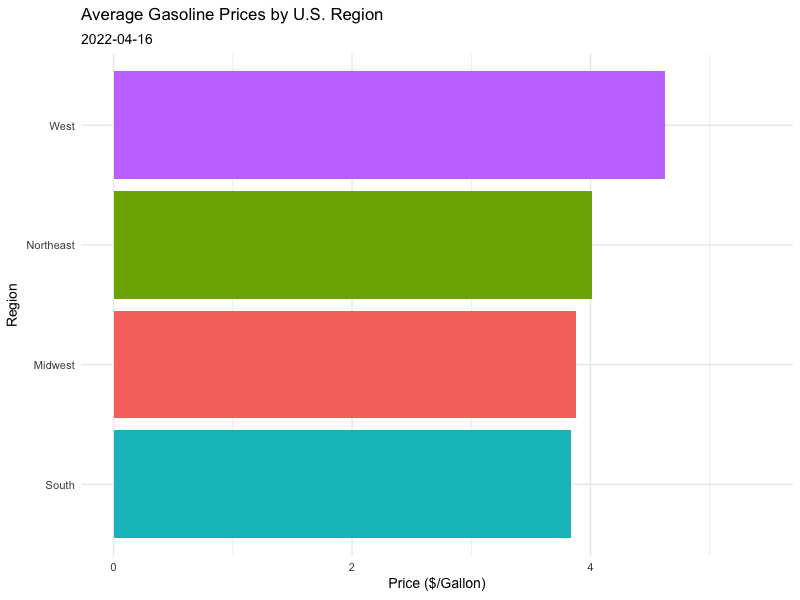 Average Gasoline Prices by U.S. Region
2022-04-16
West
Northeast
Midwest
South
Region
0 2 4
Price ($/Gallon)